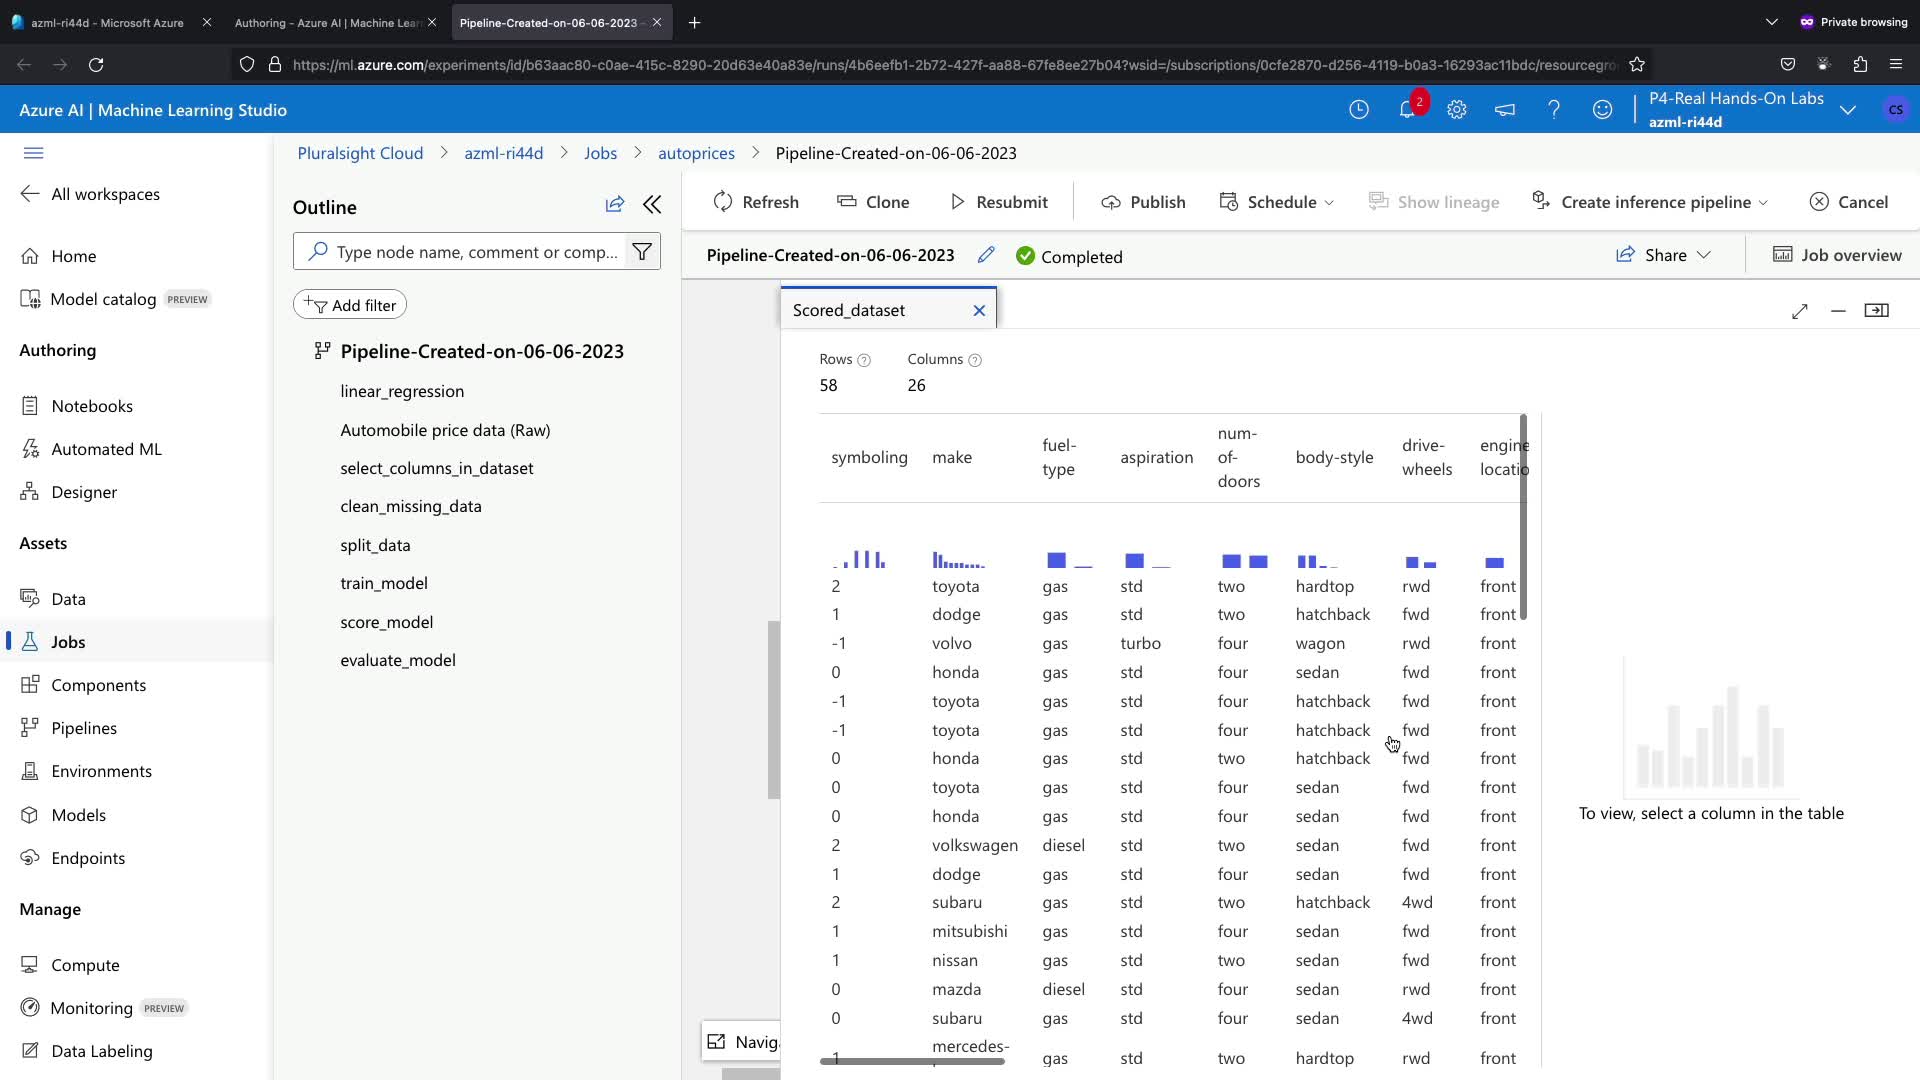 azml-ri44d - Microsoft Azure
Authoring - Azure AI | Machine Lear
Pipeline-Created-on-06-06-2023
Private browsing
https://ml.azure.com/experiments/id/b63aac80-c0ae-415c-8290-20d63e40a83e/runs/4b6eefb1-2b72-427f-aa88-67fe8ee27b04?wsid=/subscriptions/0cfe2870-d256-4119-b0a3-16293ac11bdc/resourcegro
Azure AI | Machine Learning Studio
2
P4-Real Hands-On Labs
azml-ri44d
CS
Pluralsight Cloud > azml-ri44d > Jobs > autoprices > Pipeline-Created-on-06-06-2023
All workspaces
Home
Model catalog PREVIEW
Authoring
Notebooks
Automated ML
Designer
Assets
Data
Jobs
Components
Pipelines
Environments
Models
Endpoints
Manage
Compute
Monitoring PREVIEW
Data Labeling
Outline
Type node name, comment or comp...
Add filter
Pipeline-Created-on-06-06-2023
linear_regression
Automobile price data (Raw)
select_columns_in_dataset
clean_missing_data
split_data
train_model
score_model
evaluate_model
Refresh Clone Resubmit Publish Schedule Show lineage Create inference pipeline Cancel
Pipeline-Created-on-06-06-2023 Completed Share Job overview
Scored_dataset
Rows Columns
58 26
symboling make fuel-type aspiration num-of-doors body-style drive-wheels engine locatio
2 toyota gas std two hardtop rwd front
1 dodge gas std two hatchback fwd front
-1 volvo gas turbo four wagon rwd front
0 honda gas std four sedan fwd front
-1 toyota gas std four hatchback fwd front
-1 toyota gas std four hatchback fwd front
0 honda gas std two hatchback fwd front
0 toyota gas std four sedan fwd front
0 honda gas std four sedan fwd front
2 volkswagen diesel std two sedan fwd front
1 dodge gas std four sedan fwd front
2 subaru gas std two hatchback 4wd front
1 mitsubishi gas std four sedan fwd front
1 nissan gas std two sedan fwd front
0 mazda diesel std four sedan rwd front
0 subaru gas std four sedan 4wd front
1 mercedes- gas std two hardtop rwd front
To view, select a column in the table
Naviga